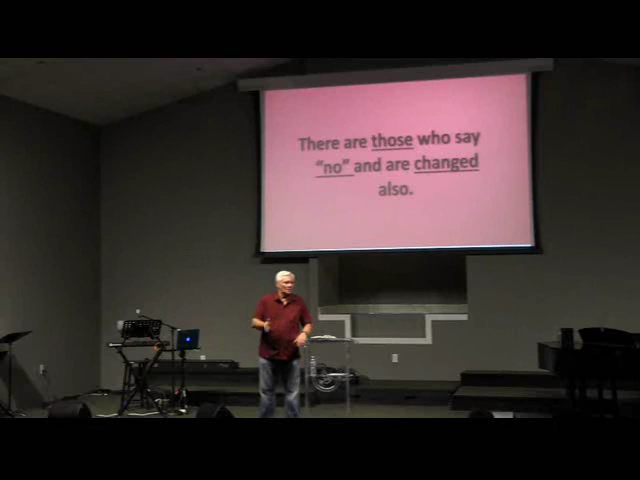 There are those who say
“no” and are changed
also.